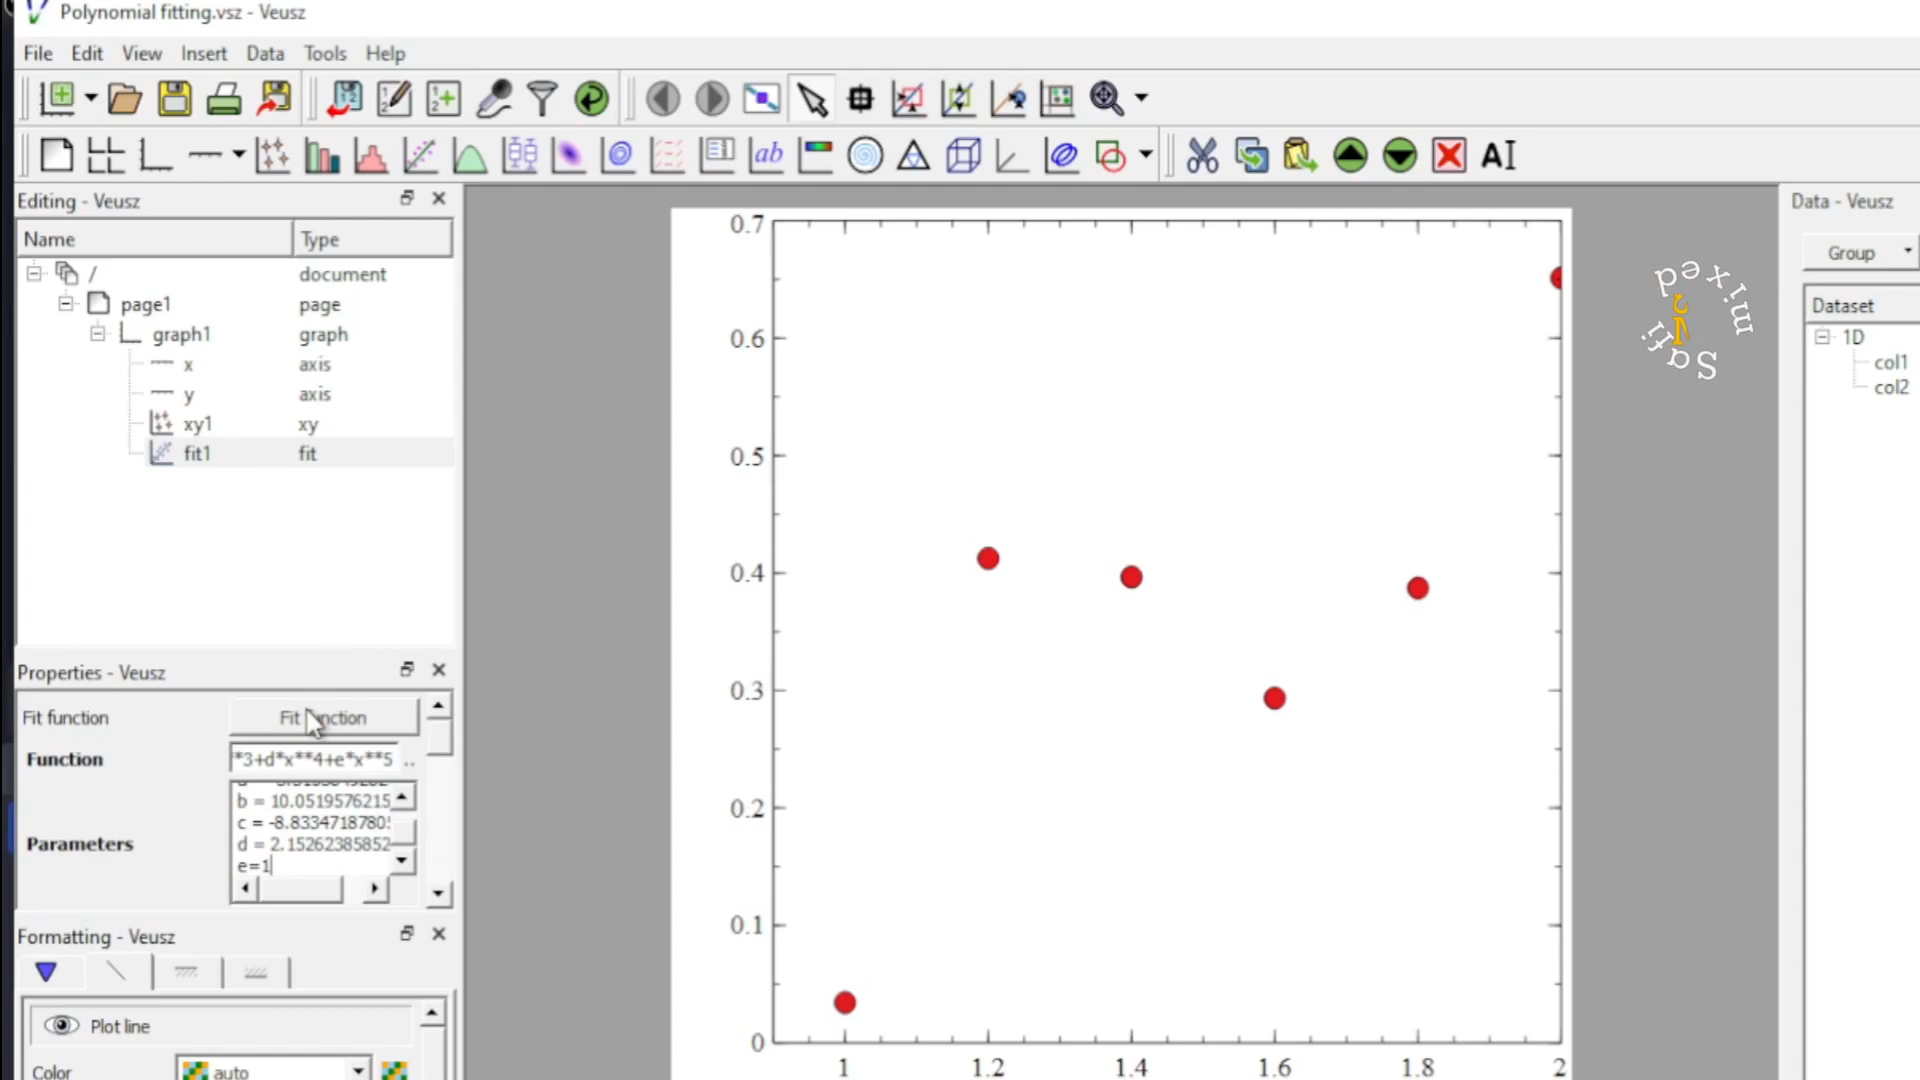 Polynomial fitting.vsz - Veusz
File Edit View Insert Data Tools Help
Editing - Veusz
Name Type
/ document
page1 page
graph1 graph
x axis
y axis
xy1 xy
fit1 fit
Properties - Veusz
Fit function Fit function
Function *3+d*x**4+e*x**5 ..
Parameters
b = 10.0519576215
c = -8.8334718780
d = 2.15262385852
e=1
Formatting - Veusz
Plot line
Color auto
0.7
0.6
0.5
0.4
0.3
0.2
0.1
0
1 1.2 1.4 1.6 1.8 2
Safi mixed
Data - Veusz
Group
Dataset
1D
col1
col2